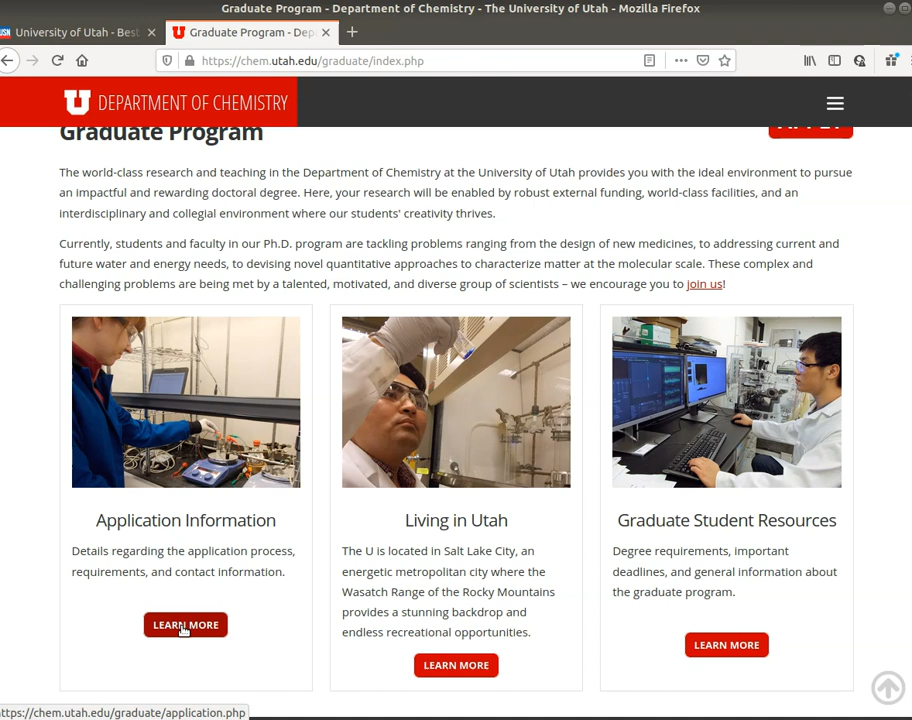 Graduate Program - Department of Chemistry - The University of Utah - Mozilla Firefox
USN University of Utah - Best
Graduate Program - Dep
https://chem.utah.edu/graduate/index.php
U DEPARTMENT OF CHEMISTRY
Graduate Program
APPLY
The world-class research and teaching in the Department of Chemistry at the University of Utah provides you with the ideal environment to pursue
an impactful and rewarding doctoral degree. Here, your research will be enabled by robust external funding, world-class facilities, and an
interdisciplinary and collegial environment where our students' creativity thrives.
Currently, students and faculty in our Ph.D. program are tackling problems ranging from the design of new medicines, to addressing current and
future water and energy needs, to devising novel quantitative approaches to characterize matter at the molecular scale. These complex and
challenging problems are being met by a talented, motivated, and diverse group of scientists – we encourage you to join us!
Application Information
Details regarding the application process,
requirements, and contact information.
LEARN MORE
Living in Utah
The U is located in Salt Lake City, an
energetic metropolitan city where the
Wasatch Range of the Rocky Mountains
provides a stunning backdrop and
endless recreational opportunities.
LEARN MORE
Graduate Student Resources
Degree requirements, important
deadlines, and general information about
the graduate program.
LEARN MORE
https://chem.utah.edu/graduate/application.php